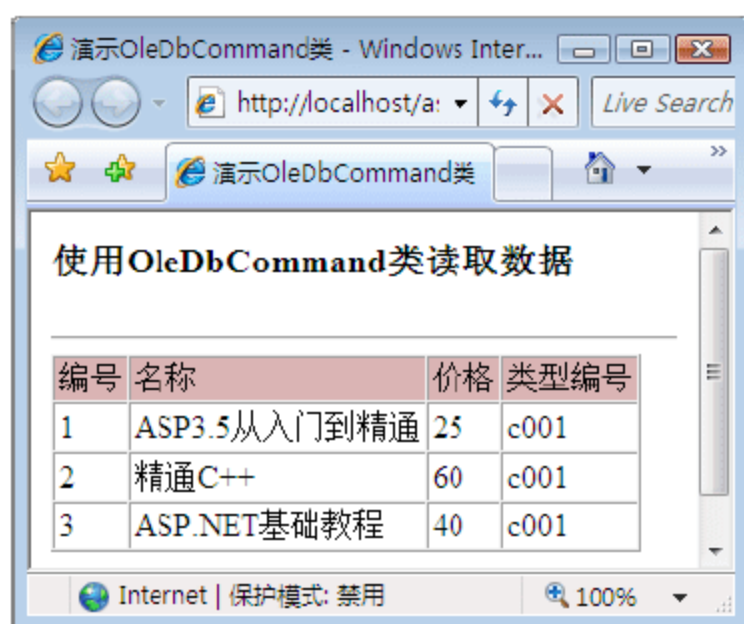 演示OleDbCommand类 - Windows Inter...
http://localhost/a:
Live Search
演示OleDbCommand类
使用OleDbCommand类读取数据
编号 名称 价格 类型编号
1 ASP3.5从入门到精通 25 c001
2 精通C++ 60 c001
3 ASP.NET基础教程 40 c001
Internet | 保护模式: 禁用 100%